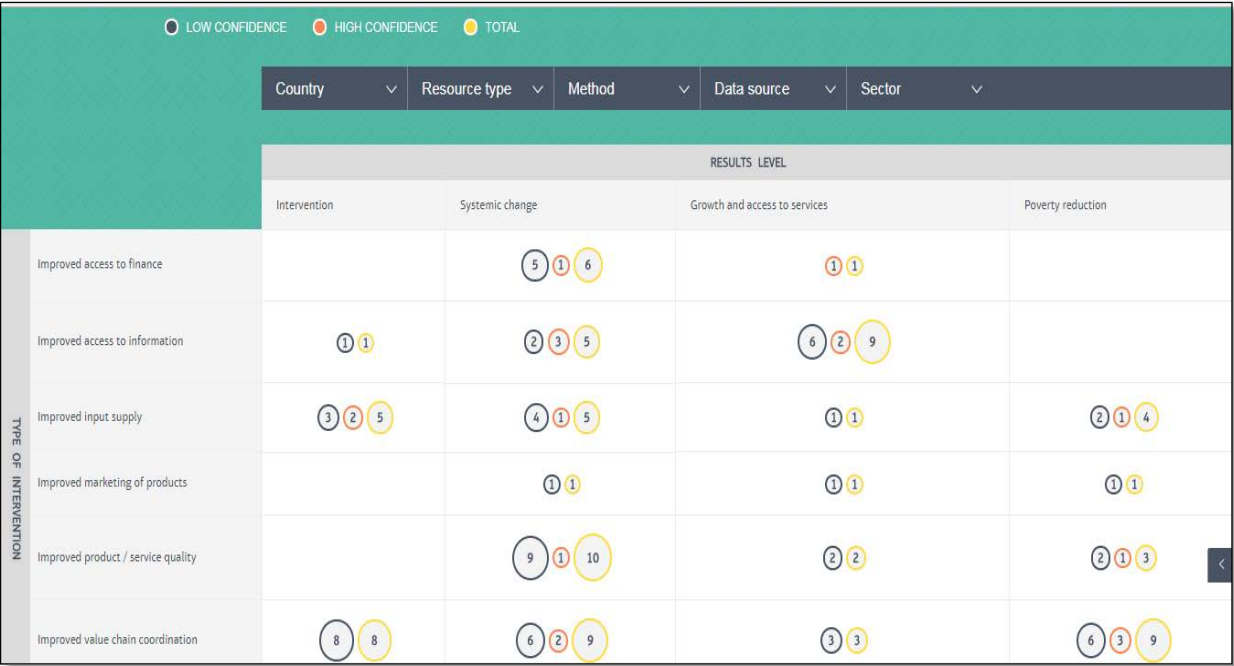 LOW CONFIDENCE HIGH CONFIDENCE TOTAL
Country Resource type Method Data source Sector
RESULTS LEVEL
Intervention Systemic change Growth and access to services Poverty reduction
TYPE OF INTERVENTION
Improved access to finance 5 1 6 1 1
Improved access to information 1 1 2 3 5 6 2 9
Improved input supply 3 2 5 4 1 5 1 1 2 1 4
Improved marketing of products 1 1 1 1 1 1
Improved product / service quality 9 1 10 2 2 2 1 3
Improved value chain coordination 8 8 6 2 9 3 3 6 3 9